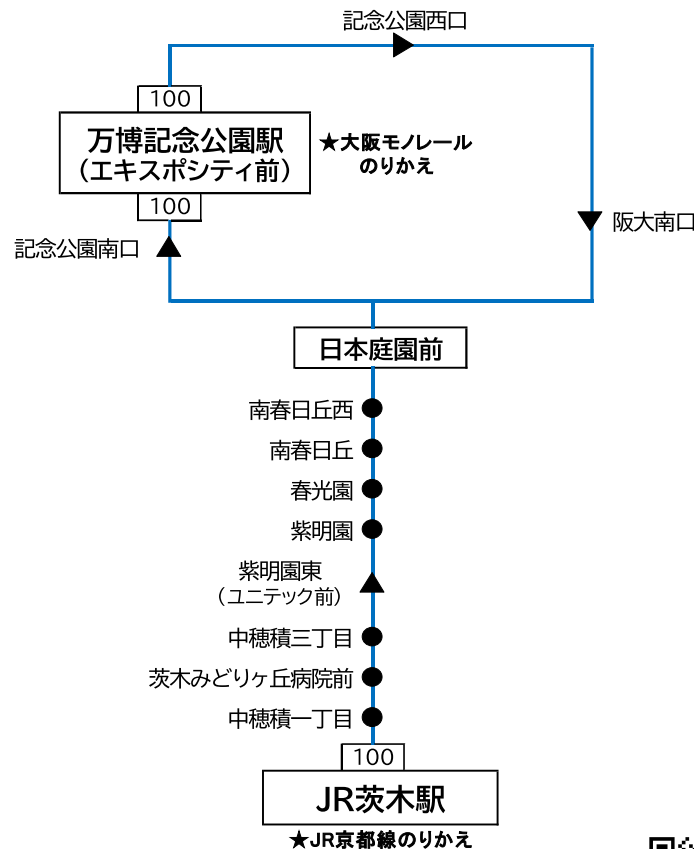 記念公園西口
100
万博記念公園駅
（エキスポシティ前）
★大阪モノレール
のりかえ
100
阪大南口
記念公園南口
日本庭園前
南春日丘西
南春日丘
春光園
紫明園
紫明園東
（ユニテック前）
中穂積三丁目
茨木みどりヶ丘病院前
中穂積一丁目
100
JR茨木駅
★JR京都線のりかえ